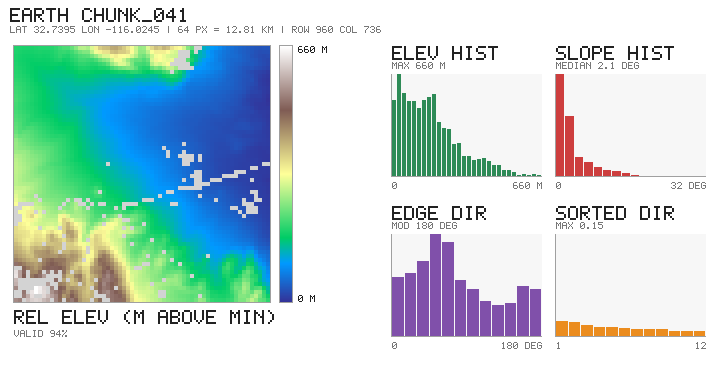 EARTH CHUNK_041
LAT 32.7395 LON -116.0245 | 64 PX = 12.81 KM | ROW 960 COL 736
660 M
0 M
REL ELEV (M ABOVE MIN)
VALID 94%
ELEV HIST
MAX 660 M
0 660 M
SLOPE HIST
MEDIAN 2.1 DEG
0 32 DEG
EDGE DIR
MOD 180 DEG
0 180 DEG
SORTED DIR
MAX 0.15
1 12